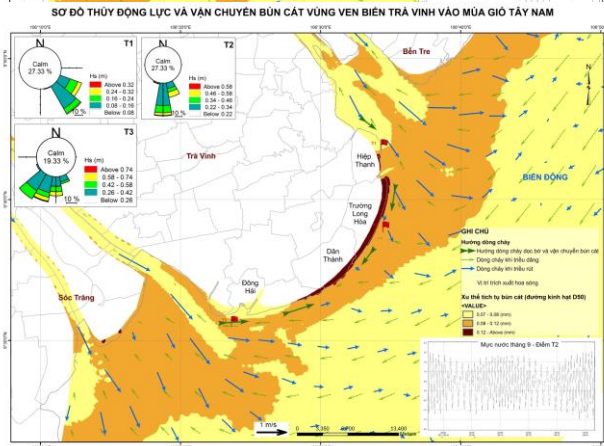 SƠ ĐỒ THỦY ĐỘNG LỰC VÀ VẬN CHUYỂN BÙN CÁT VÙNG VEN BIỂN TRÀ VINH VÀO MÙA GIÓ TÂY NAM
N
T1
Calm
27.33 %
Hs (m)
Above 0.32
0.24 - 0.32
0.16 - 0.24
0.08 - 0.16
Below 0.08
10 %
N
T2
Calm
27.33 %
Hs (m)
Above 0.58
0.46 - 0.58
0.34 - 0.46
0.22 - 0.34
Below 0.22
10 %
N
T3
Calm
19.33 %
Hs (m)
Above 0.74
0.58 - 0.74
0.42 - 0.58
0.26 - 0.42
Below 0.26
10 %
Bến Tre
Trà Vinh
Hiệp
Thạnh
BIỂN ĐÔNG
Trường
Long
Hòa
Dân
Thành
Đông
Hải
Sóc Trăng
GHI CHÚ
Hướng dòng chảy
Hướng dòng chảy dọc bờ và vận chuyển bùn cát
Dòng chảy khi triều dâng
Dòng chảy khi triều rút
Vị trí trích xuất hoa sóng
Xu thế tích tụ bùn cát (đường kính hạt D50)
<VALUE>
0.07 - 0.08 (mm)
0.08 - 0.12 (mm)
0.12 - Above (mm)
Mực nước tháng 9 - Điểm T2
1 m/s
0
3,350
13,400